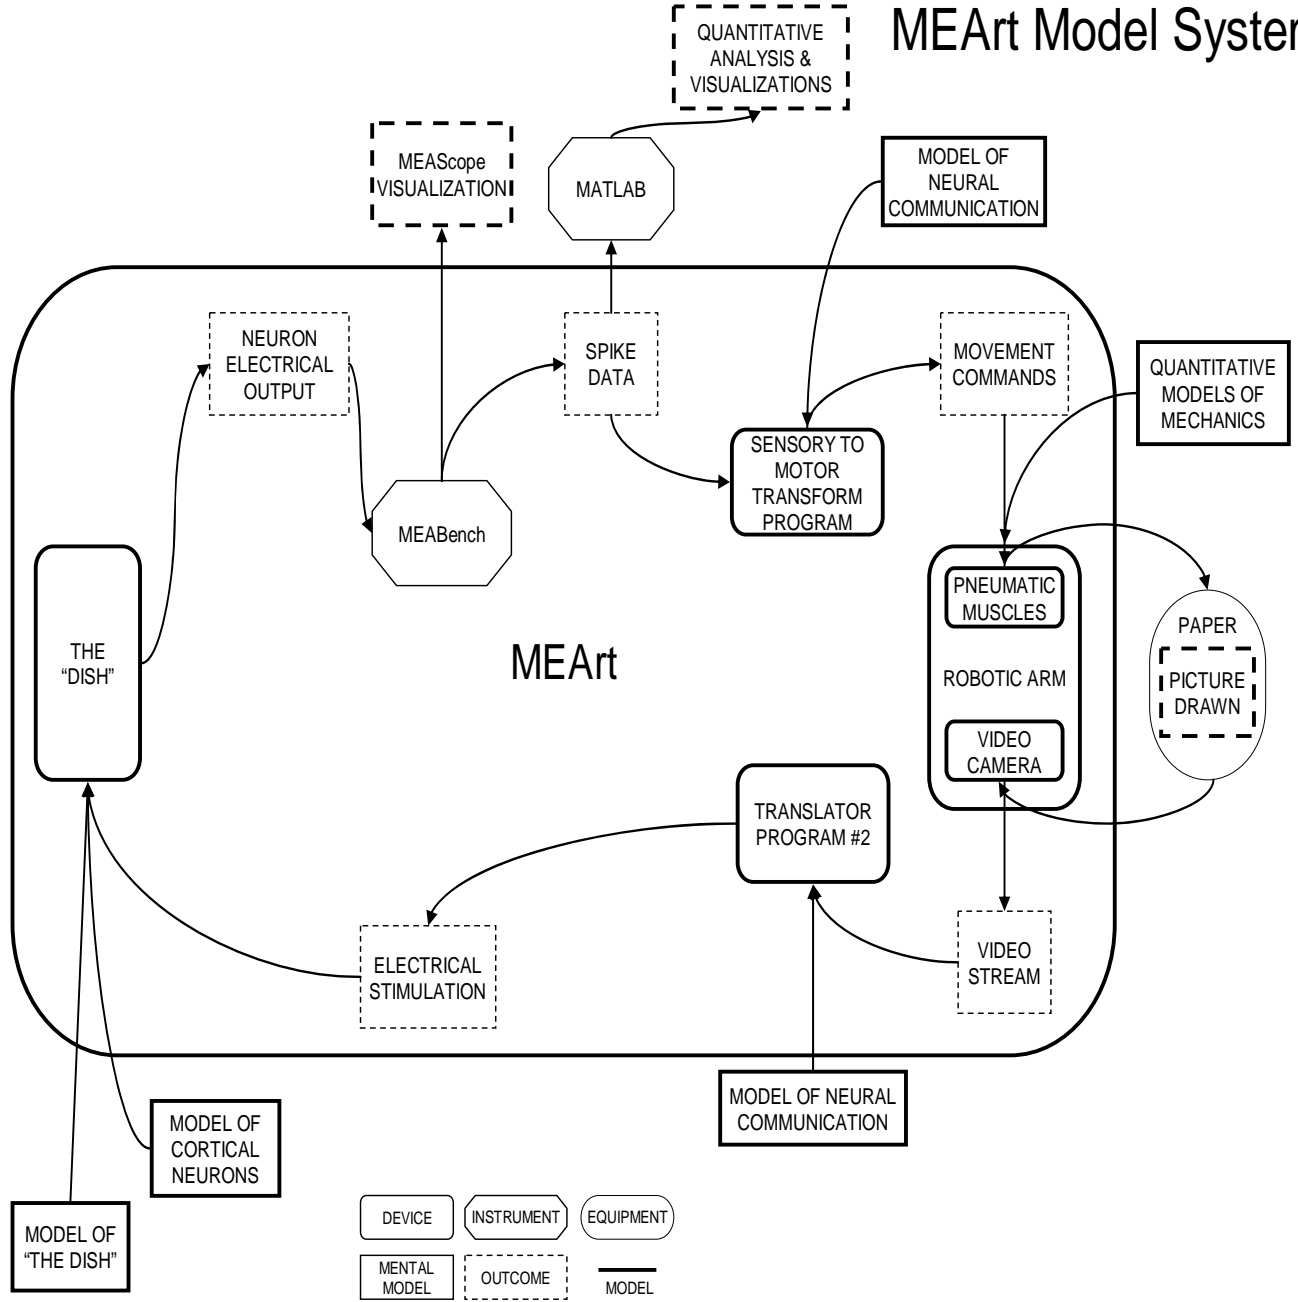 MEArt Model System
QUANTITATIVE
ANALYSIS &
VISUALIZATIONS
MEAScope
VISUALIZATION
MATLAB
MODEL OF
NEURAL
COMMUNICATION
NEURON
ELECTRICAL
OUTPUT
SPIKE
DATA
MOVEMENT
COMMANDS
QUANTITATIVE
MODELS OF
MECHANICS
SENSORY TO
MOTOR
TRANSFORM
PROGRAM
MEABench
PNEUMATIC
MUSCLES
THE
“DISH”
MEArt
ROBOTIC ARM
PAPER
PICTURE
DRAWN
VIDEO
CAMERA
TRANSLATOR
PROGRAM #2
ELECTRICAL
STIMULATION
VIDEO
STREAM
MODEL OF NEURAL
COMMUNICATION
MODEL OF
CORTICAL
NEURONS
MODEL OF
“THE DISH”
DEVICE
INSTRUMENT
EQUIPMENT
MENTAL
MODEL
OUTCOME
MODEL